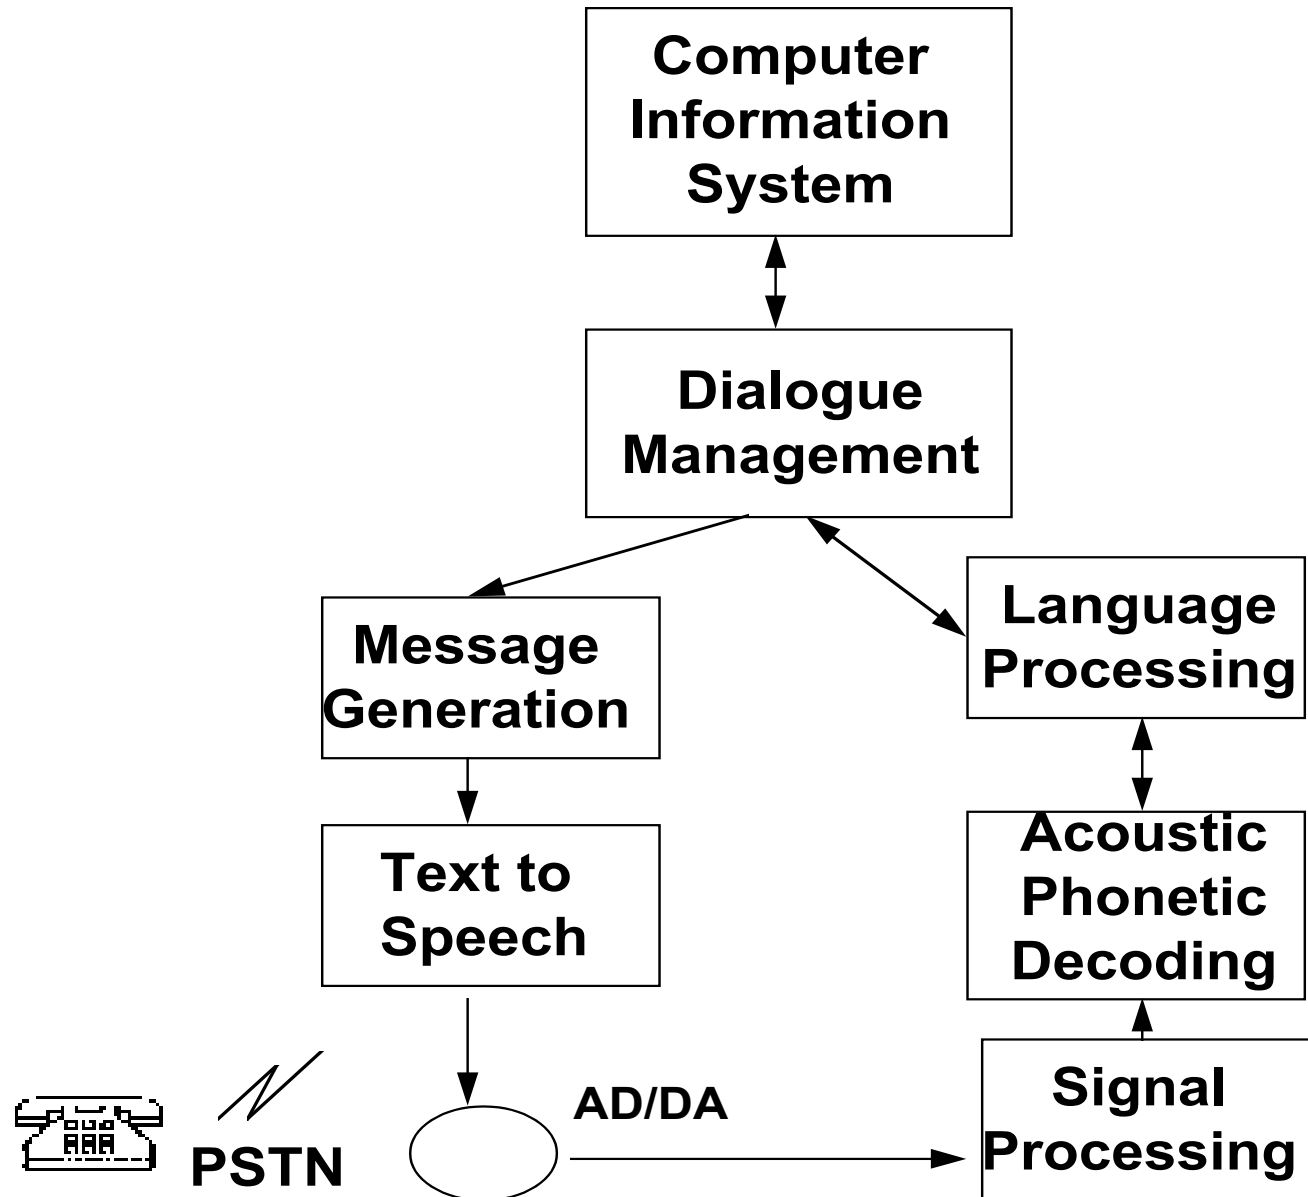 Computer
Information
System
Dialogue
Management
Message
Generation
Language
Processing
Text to
Speech
Acoustic
Phonetic
Decoding
PSTN
AD/DA
Signal
Processing